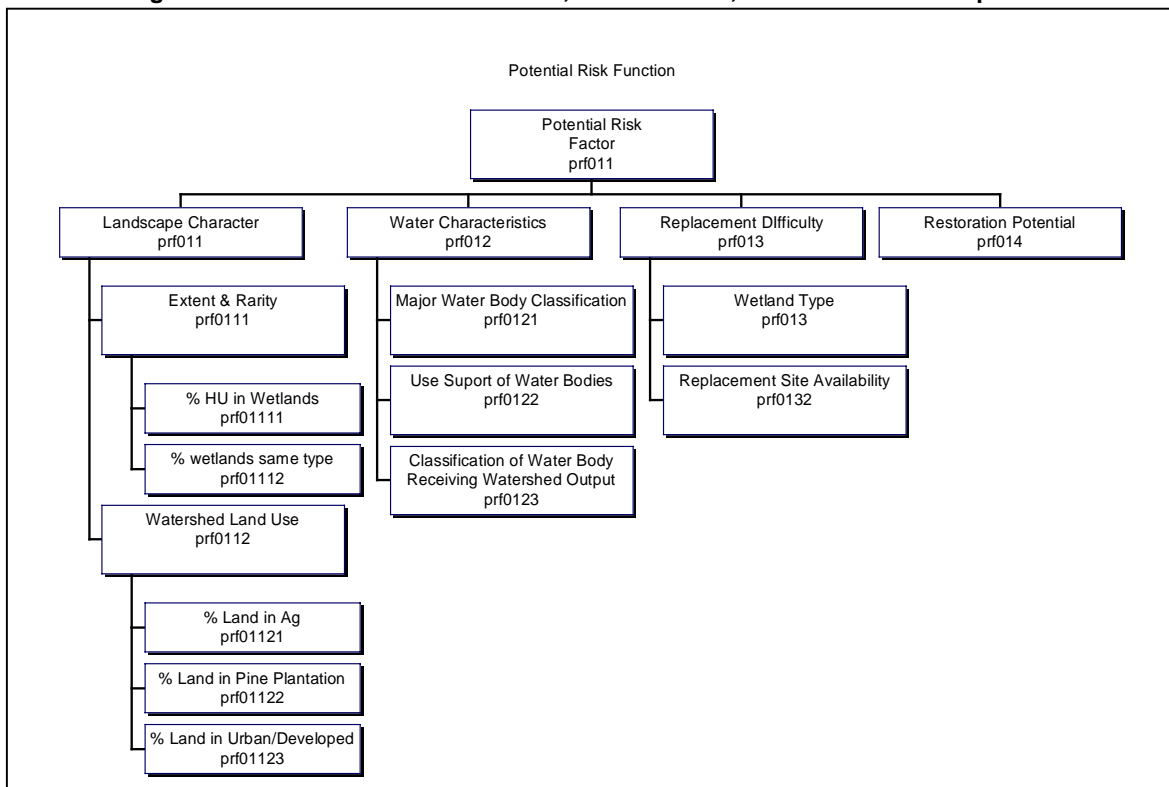 Potential Risk Function
Potential Risk
Factor
prf011
Landscape Character
prf011
Water Characteristics
prf012
Replacement DIfficulty
prf013
Restoration Potential
prf014
Extent & Rarity
prf0111
% HU in Wetlands
prf01111
% wetlands same type
prf01112
Watershed Land Use
prf0112
% Land in Ag
prf01121
% Land in Pine Plantation
prf01122
% Land in Urban/Developed
prf01123
Major Water Body Classification
prf0121
Use Suport of Water Bodies
prf0122
Classification of Water Body
Receiving Watershed Output
prf0123
Wetland Type
prf013
Replacement Site Availability
prf0132